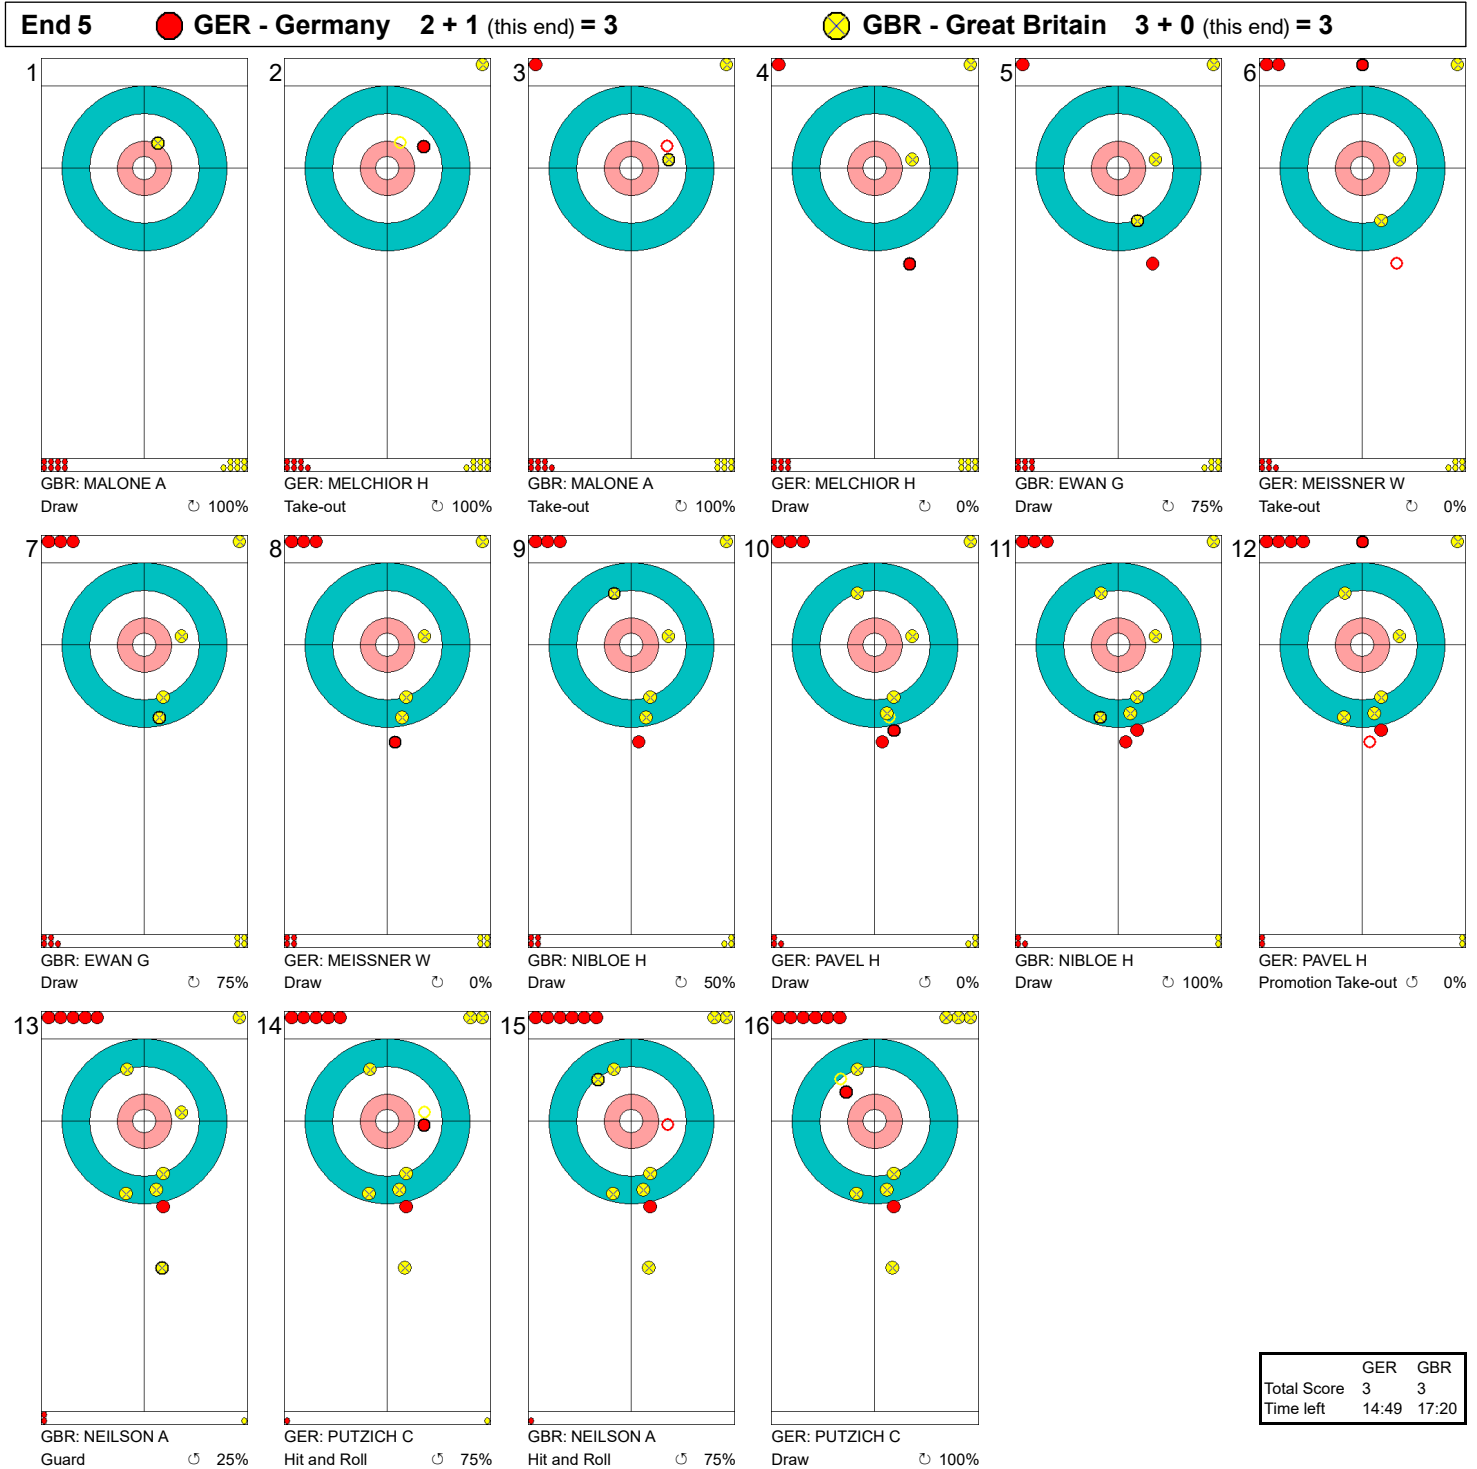 End 5 GER - Germany 2 + 1 (this end) = 3 GBR - Great Britain 3 + 0 (this end) = 3
1 2 3 4 5 6
GBR: MALONE A GER: MELCHIOR H GBR: MALONE A GER: MELCHIOR H GBR: EWAN G GER: MEISSNER W
Draw ↻ 100% Take-out ↻ 100% Take-out ↻ 100% Draw ↻ 0% Draw ↻ 75% Take-out ↻ 0%
7 8 9 10 11 12
GBR: EWAN G GER: MEISSNER W GBR: NIBLOE H GER: PAVEL H GBR: NIBLOE H GER: PAVEL H
Draw ↻ 75% Draw ↻ 0% Draw ↻ 50% Draw ↺ 0% Draw ↻ 100% Promotion Take-out ↺ 0%
13 14 15 16
GBR: NEILSON A GER: PUTZICH C GBR: NEILSON A GER: PUTZICH C
Guard ↺ 25% Hit and Roll ↺ 75% Hit and Roll ↺ 75% Draw ↺ 100%
GER GBR
Total Score 3 3
Time left 14:49 17:20